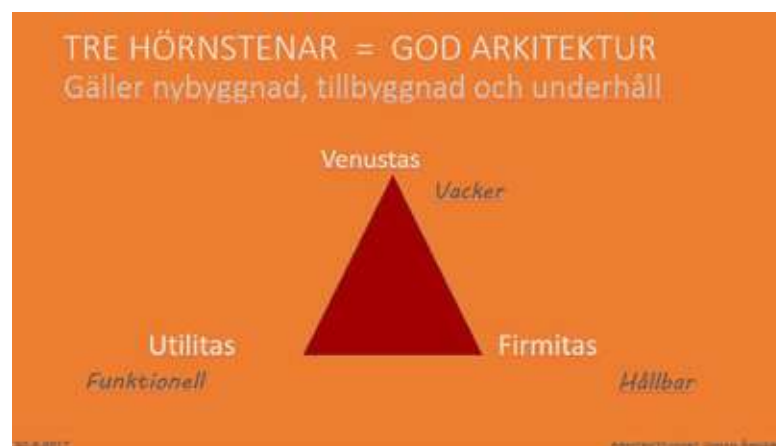 TRE HÖRNSTENAR = GOD ARKITEKTUR
Gäller nybyggnad, tillbyggnad och underhåll
Venustas
Vacker
Utilitas
Firmitas
Funktionell
Hållbar